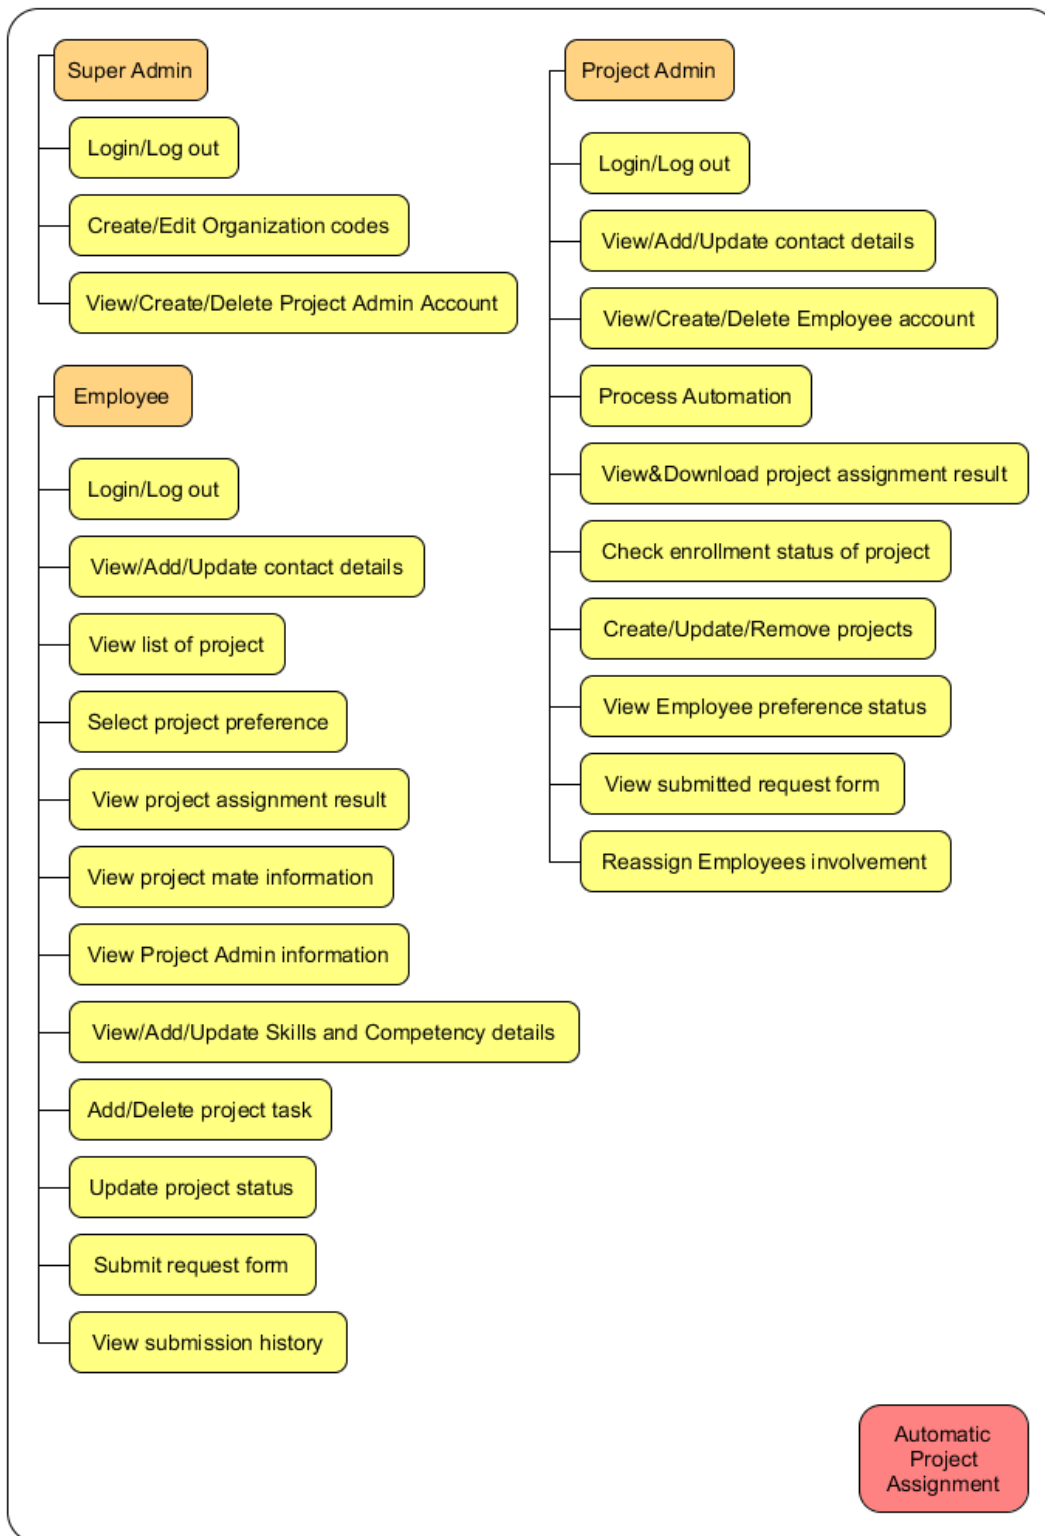 Super Admin
Login/Log out
Create/Edit Organization codes
View/Create/Delete Project Admin Account
Employee
Login/Log out
View/Add/Update contact details
View list of project
Select project preference
View project assignment result
View project mate information
View Project Admin information
View/Add/Update Skills and Competency details
Add/Delete project task
Update project status
Submit request form
View submission history
Project Admin
Login/Log out
View/Add/Update contact details
View/Create/Delete Employee account
Process Automation
View&Download project assignment result
Check enrollment status of project
Create/Update/Remove projects
View Employee preference status
View submitted request form
Reassign Employees involvement
Automatic
Project
Assignment